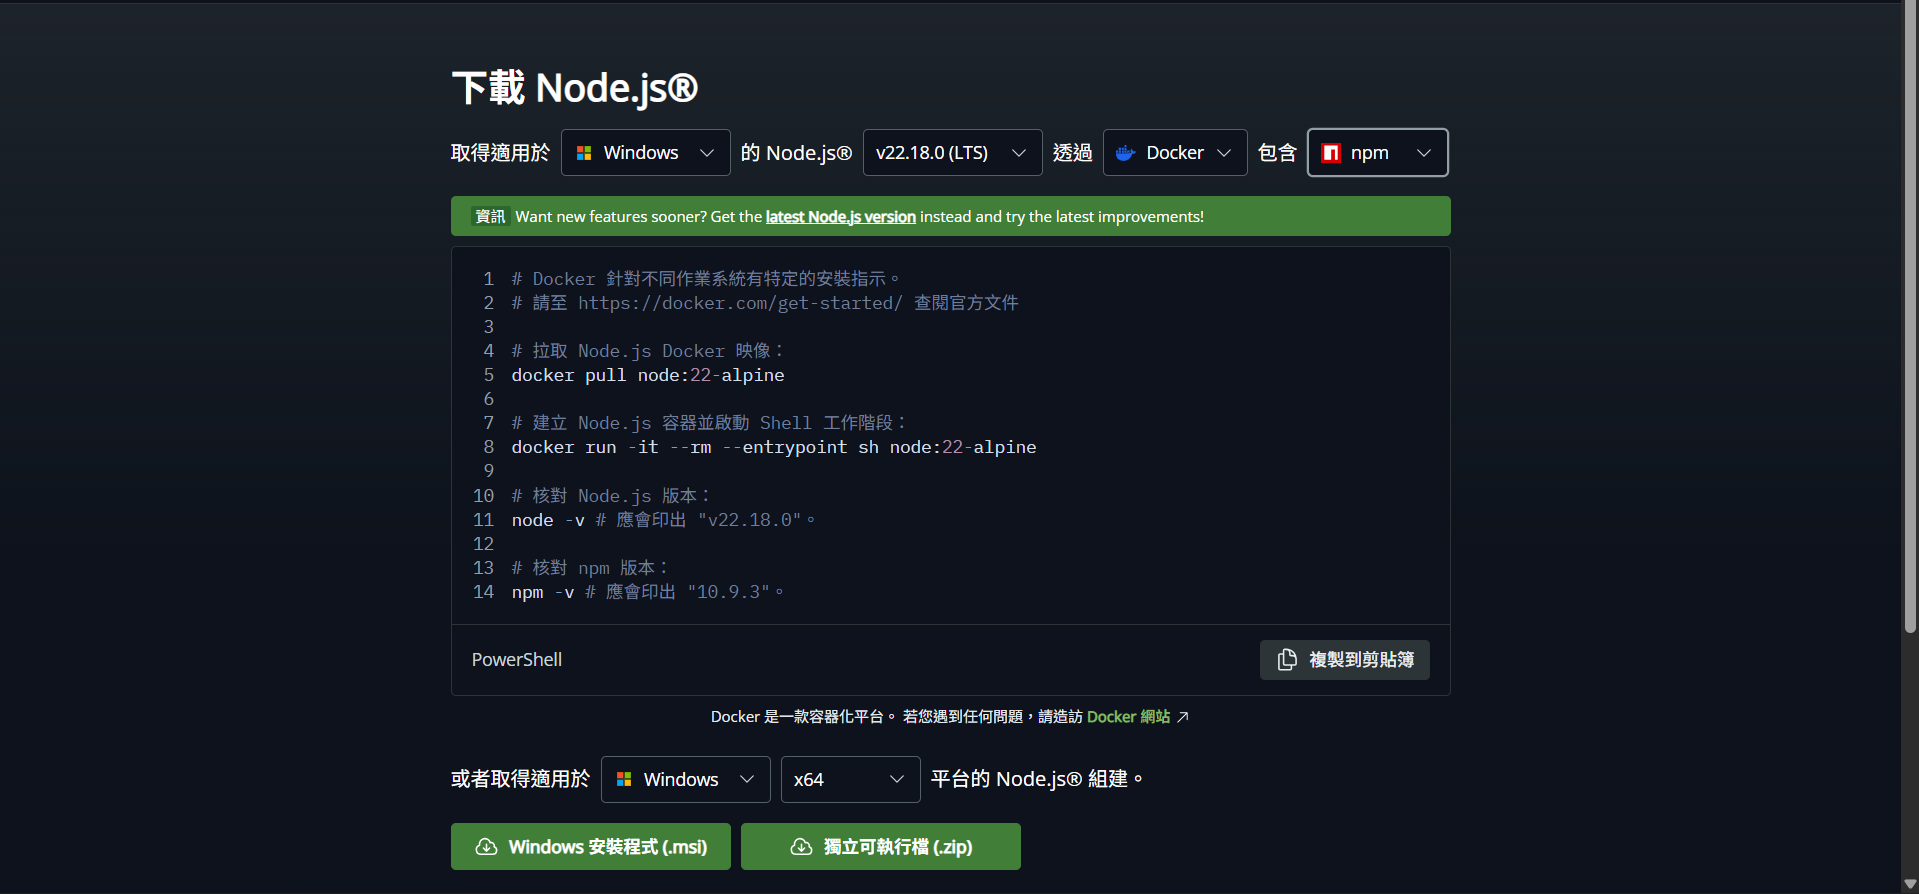 下載 Node.js®
取得適用於 Windows 的 Node.js® v22.18.0 (LTS) 透過 Docker 包含 npm
資訊 Want new features sooner? Get the latest Node.js version instead and try the latest improvements!
1 # Docker 針對不同作業系統有特定的安裝指示。
2 # 請至 https://docker.com/get-started/ 查閱官方文件
3
4 # 拉取 Node.js Docker 映像：
5 docker pull node:22-alpine
6
7 # 建立 Node.js 容器並啟動 Shell 工作階段：
8 docker run -it --rm --entrypoint sh node:22-alpine
9
10 # 核對 Node.js 版本：
11 node -v # 應會印出 "v22.18.0"。
12
13 # 核對 npm 版本：
14 npm -v # 應會印出 "10.9.3"。
PowerShell 複製到剪貼簿
Docker 是一款容器化平台。 若您遇到任何問題，請造訪 Docker 網站
或者取得適用於 Windows x64 平台的 Node.js® 組建。
Windows 安裝程式 (.msi) 獨立可執行檔 (.zip)